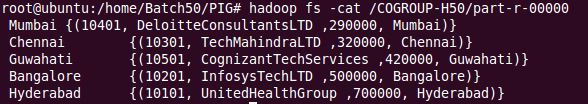 root@ubuntu:/home/Batch50/PIG# hadoop fs -cat /COGROUP-H50/part-r-00000
Mumbai {(10401, DeloitteConsultantsLTD ,290000, Mumbai)}
Chennai {(10301, TechMahindraLTD ,320000, Chennai)}
Guwahati {(10501, CognizantTechServices ,420000, Guwahati)}
Bangalore {(10201, InfosysTechLTD ,500000, Bangalore)}
Hyderabad {(10101, UnitedHealthGroup ,700000, Hyderabad)}